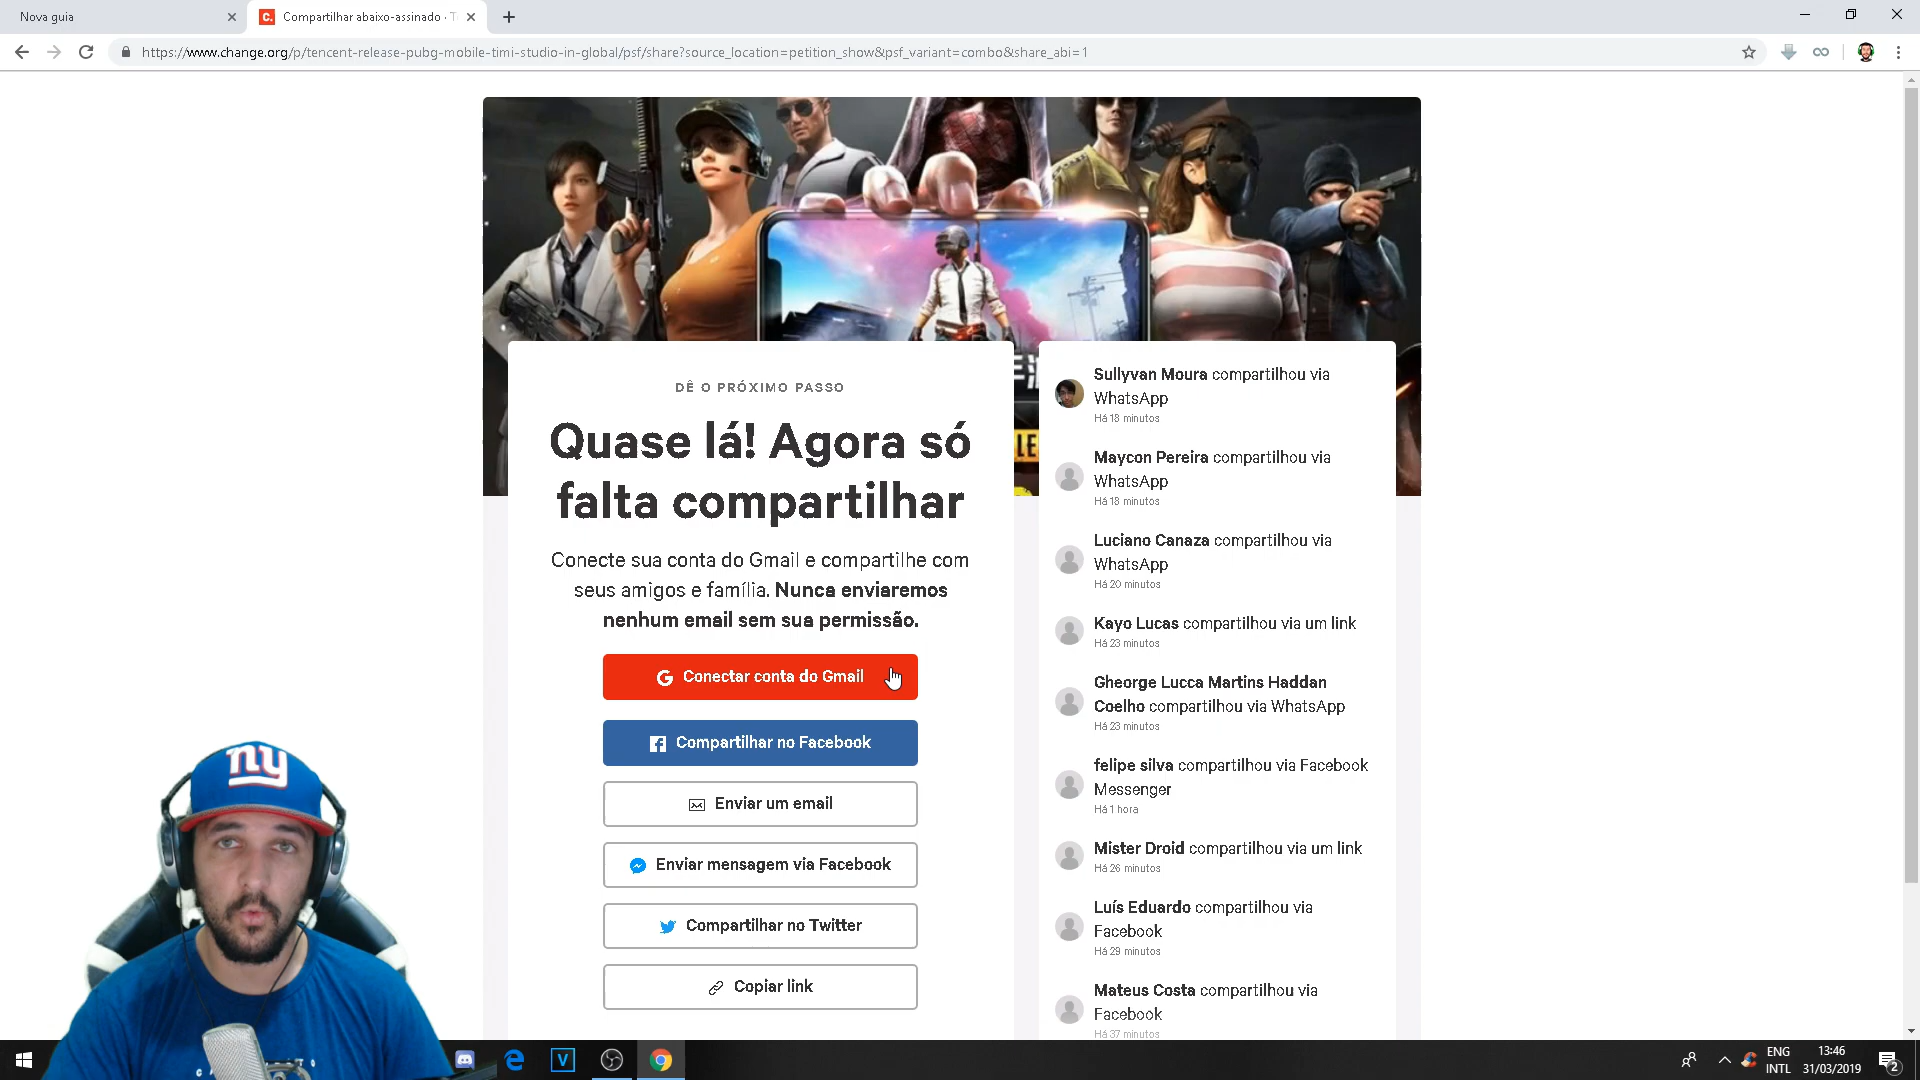 Nova guia
Compartilhar abaixo-assinado · T
https://www.change.org/p/tencent-release-pubg-mobile-timi-studio-in-global/psf/share?source_location=petition_show&psf_variant=combo&share_abi=1
LE
DÊ O PRÓXIMO PASSO
Quase lá! Agora só
falta compartilhar
Conecte sua conta do Gmail e compartilhe com
seus amigos e família. Nunca enviaremos
nenhum email sem sua permissão.
Conectar conta do Gmail
Compartilhar no Facebook
Enviar um email
Enviar mensagem via Facebook
Compartilhar no Twitter
Copiar link
Sullyvan Moura compartilhou via
WhatsApp
Há 18 minutos
Maycon Pereira compartilhou via
WhatsApp
Há 18 minutos
Luciano Canaza compartilhou via
WhatsApp
Há 20 minutos
Kayo Lucas compartilhou via um link
Há 23 minutos
Gheorge Lucca Martins Haddan
Coelho compartilhou via WhatsApp
Há 23 minutos
felipe silva compartilhou via Facebook
Messenger
Há 1 hora
Mister Droid compartilhou via um link
Há 26 minutos
Luís Eduardo compartilhou via
Facebook
Há 29 minutos
Mateus Costa compartilhou via
Facebook
Há 37 minutos
ny
ENG
INTL
13:46
31/03/2019
2